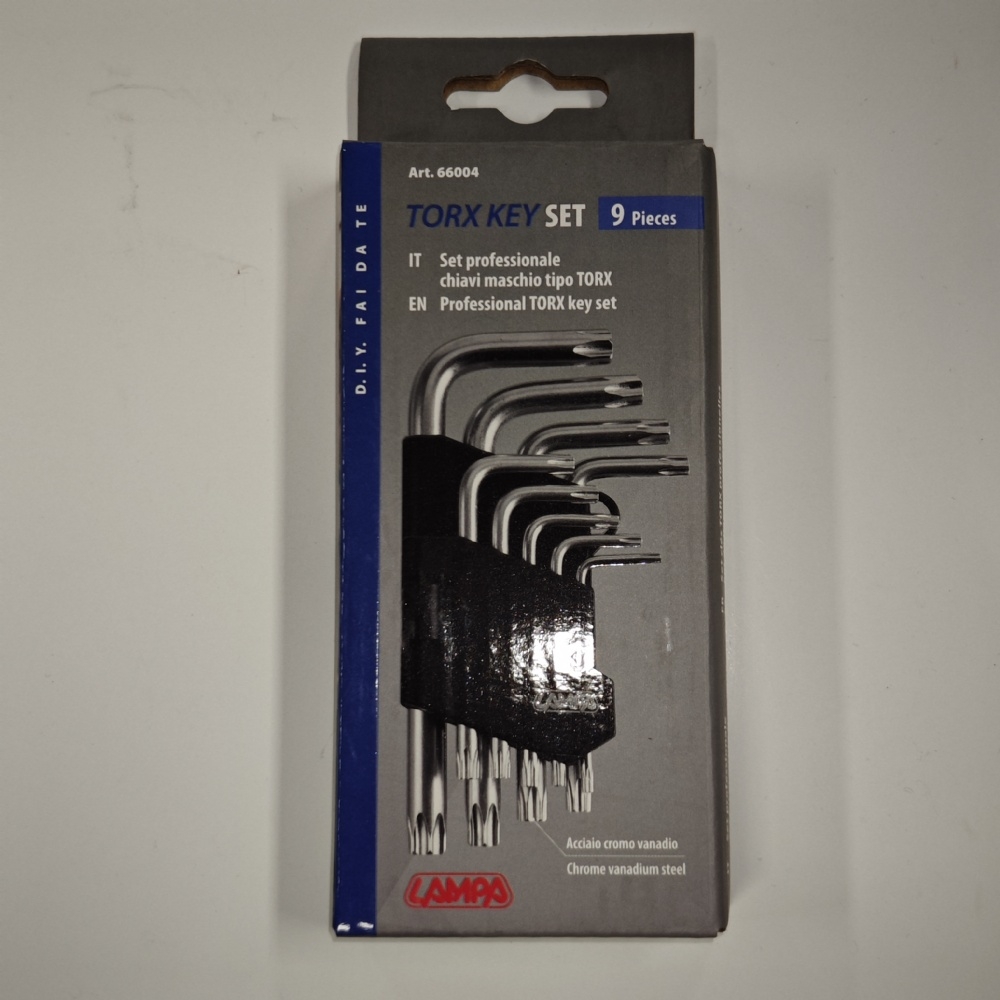 Art. 66004
TORX KEY SET 9 Pieces
IT Set professionale
chiavi maschio tipo TORX
EN Professional TORX key set
D.I.Y. FAI DA TE
LAMPA
Acciaio cromo vanadio
Chrome vanadium steel
LAMPA